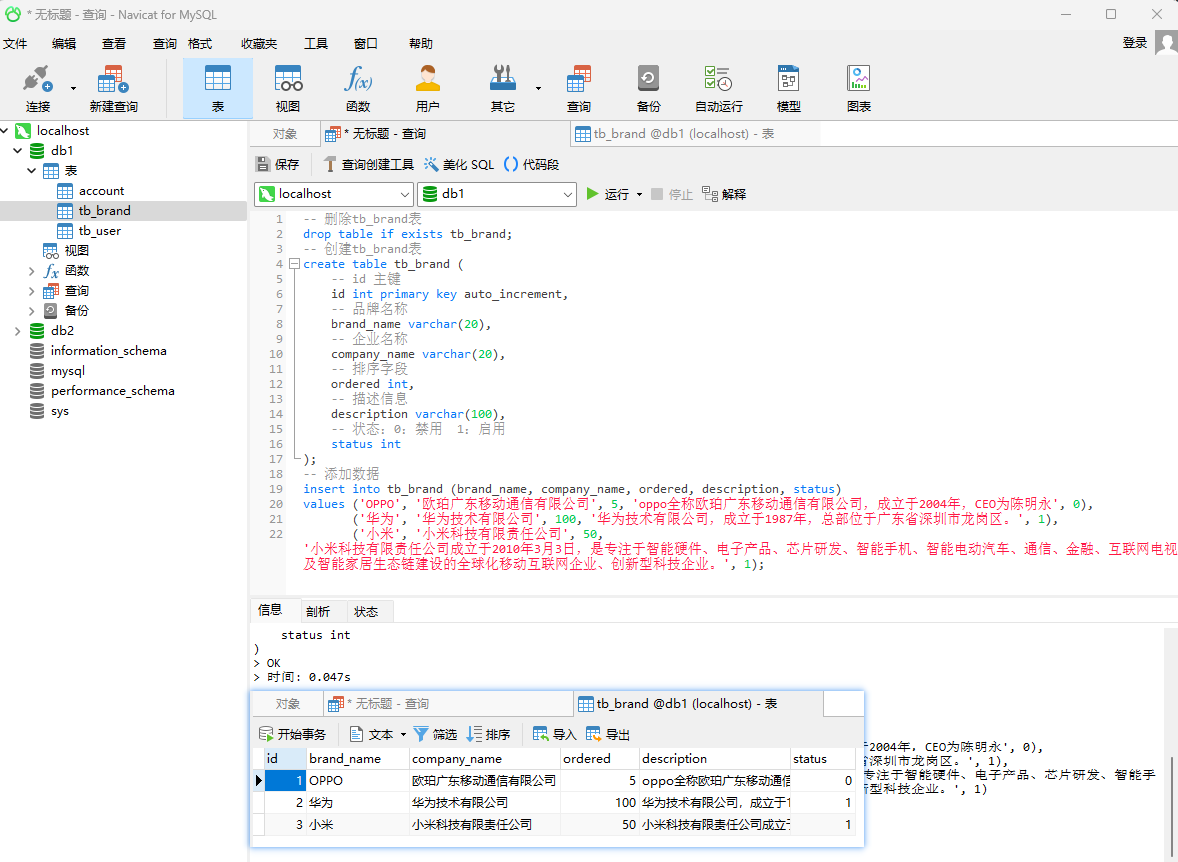 * 无标题 - 查询 - Navicat for MySQL
文件 编辑 查看 查询 格式 收藏夹 工具 窗口 帮助 登录
连接 新建查询 表 视图 函数 用户 其它 查询 备份 自动运行 模型 图表
localhost
db1
表
account
tb_brand
tb_user
视图
函数
查询
备份
db2
information_schema
mysql
performance_schema
sys
对象 * 无标题 - 查询 tb_brand @db1 (localhost) - 表
保存 查询创建工具 美化 SQL () 代码段
localhost db1 运行 停止 解释
1 -- 删除tb_brand表
2 drop table if exists tb_brand;
3 -- 创建tb_brand表
4 create table tb_brand (
5 -- id 主键
6 id int primary key auto_increment,
7 -- 品牌名称
8 brand_name varchar(20),
9 -- 企业名称
10 company_name varchar(20),
11 -- 排序字段
12 ordered int,
13 -- 描述信息
14 description varchar(100),
15 -- 状态：0：禁用  1：启用
16 status int
17 );
18 -- 添加数据
19 insert into tb_brand (brand_name, company_name, ordered, description, status)
20 values ('OPPO', '欧珀广东移动通信有限公司', 5, 'oppo全称欧珀广东移动通信有限公司，成立于2004年，CEO为陈明永', 0),
21 ('华为', '华为技术有限公司', 100, '华为技术有限公司，成立于1987年，总部位于广东省深圳市龙岗区。', 1),
22 ('小米', '小米科技有限责任公司', 50,
'小米科技有限责任公司成立于2010年3月3日，是专注于智能硬件、电子产品、芯片研发、智能手机、智能电动汽车、通信、金融、互联网电视
及智能家居生态链建设的全球化移动互联网企业、创新型科技企业。', 1);
信息 剖析 状态
status int
)
> OK
> 时间: 0.047s
对象 * 无标题 - 查询 tb_brand @db1 (localhost) - 表
开始事务 文本 筛选 排序 导入 导出
id brand_name company_name ordered description status
1 OPPO 欧珀广东移动通信有限公司 5 oppo全称欧珀广东移动通信 0
2 华为 华为技术有限公司 100 华为技术有限公司，成立于1 1
3 小米 小米科技有限责任公司 50 小米科技有限责任公司成立于 1
2004年，CEO为陈明永', 0),
深圳市龙岗区。', 1),
专注于智能硬件、电子产品、芯片研发、智能手
型科技企业。', 1)